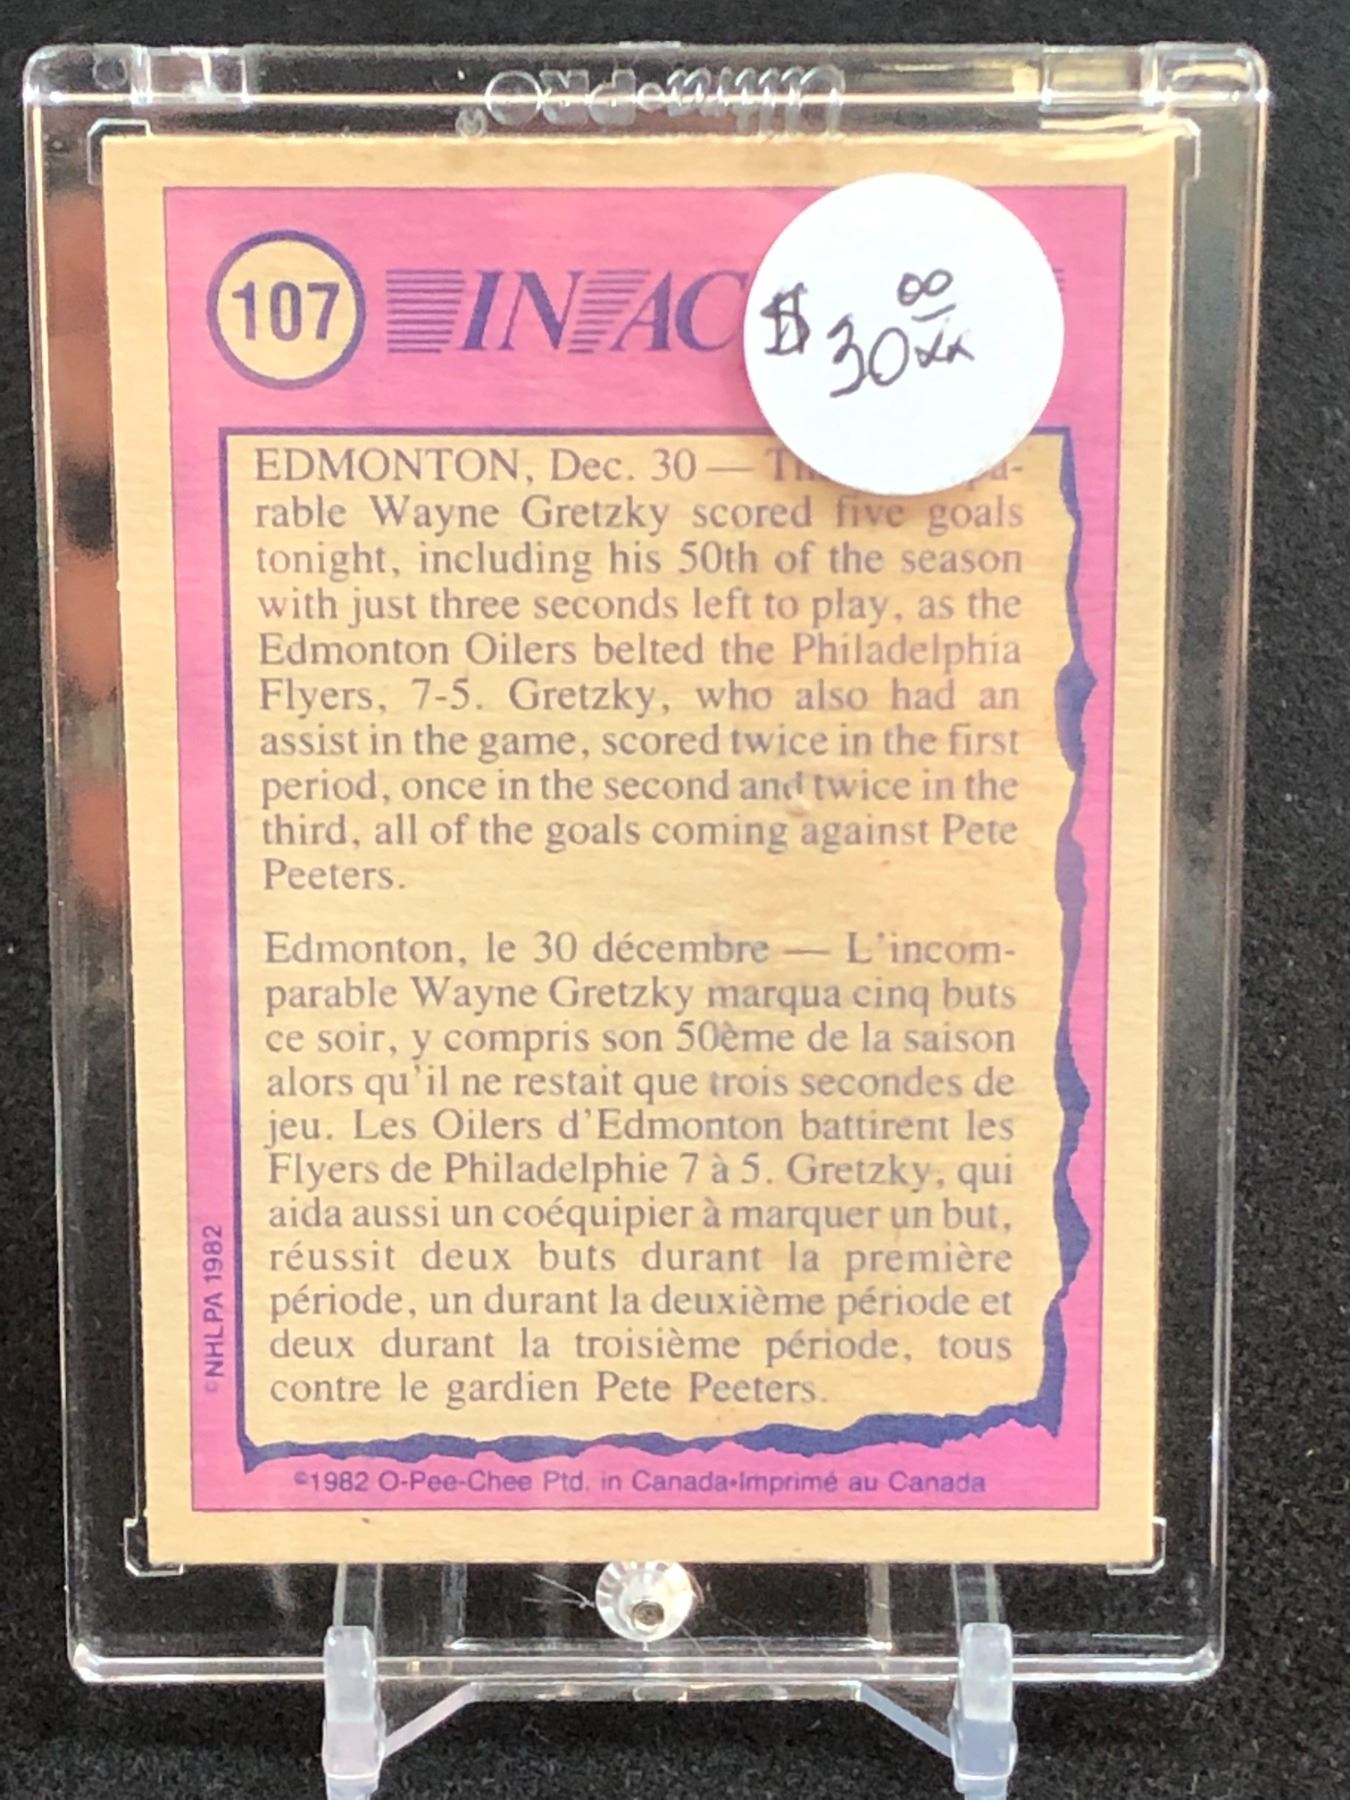 Ultra•PRO®
107 IN AC
$ 30 00/xx
EDMONTON, Dec. 30 —
rable Wayne Gretzky scored five goals
tonight, including his 50th of the season
with just three seconds left to play, as the
Edmonton Oilers belted the Philadelphia
Flyers, 7-5. Gretzky, who also had an
assist in the game, scored twice in the first
period, once in the second and twice in the
third, all of the goals coming against Pete
Peeters.
Edmonton, le 30 décembre — L'incom-
parable Wayne Gretzky marqua cinq buts
ce soir, y compris son 50ème de la saison
alors qu'il ne restait que trois secondes de
jeu. Les Oilers d'Edmonton battirent les
Flyers de Philadelphie 7 à 5. Gretzky, qui
aida aussi un coéquipier à marquer un but,
réussit deux buts durant la première
période, un durant la deuxième période et
deux durant la troisième période, tous
contre le gardien Pete Peeters.
©NHLPA 1982
©1982 O-Pee-Chee Ptd. in Canada•Imprimé au Canada